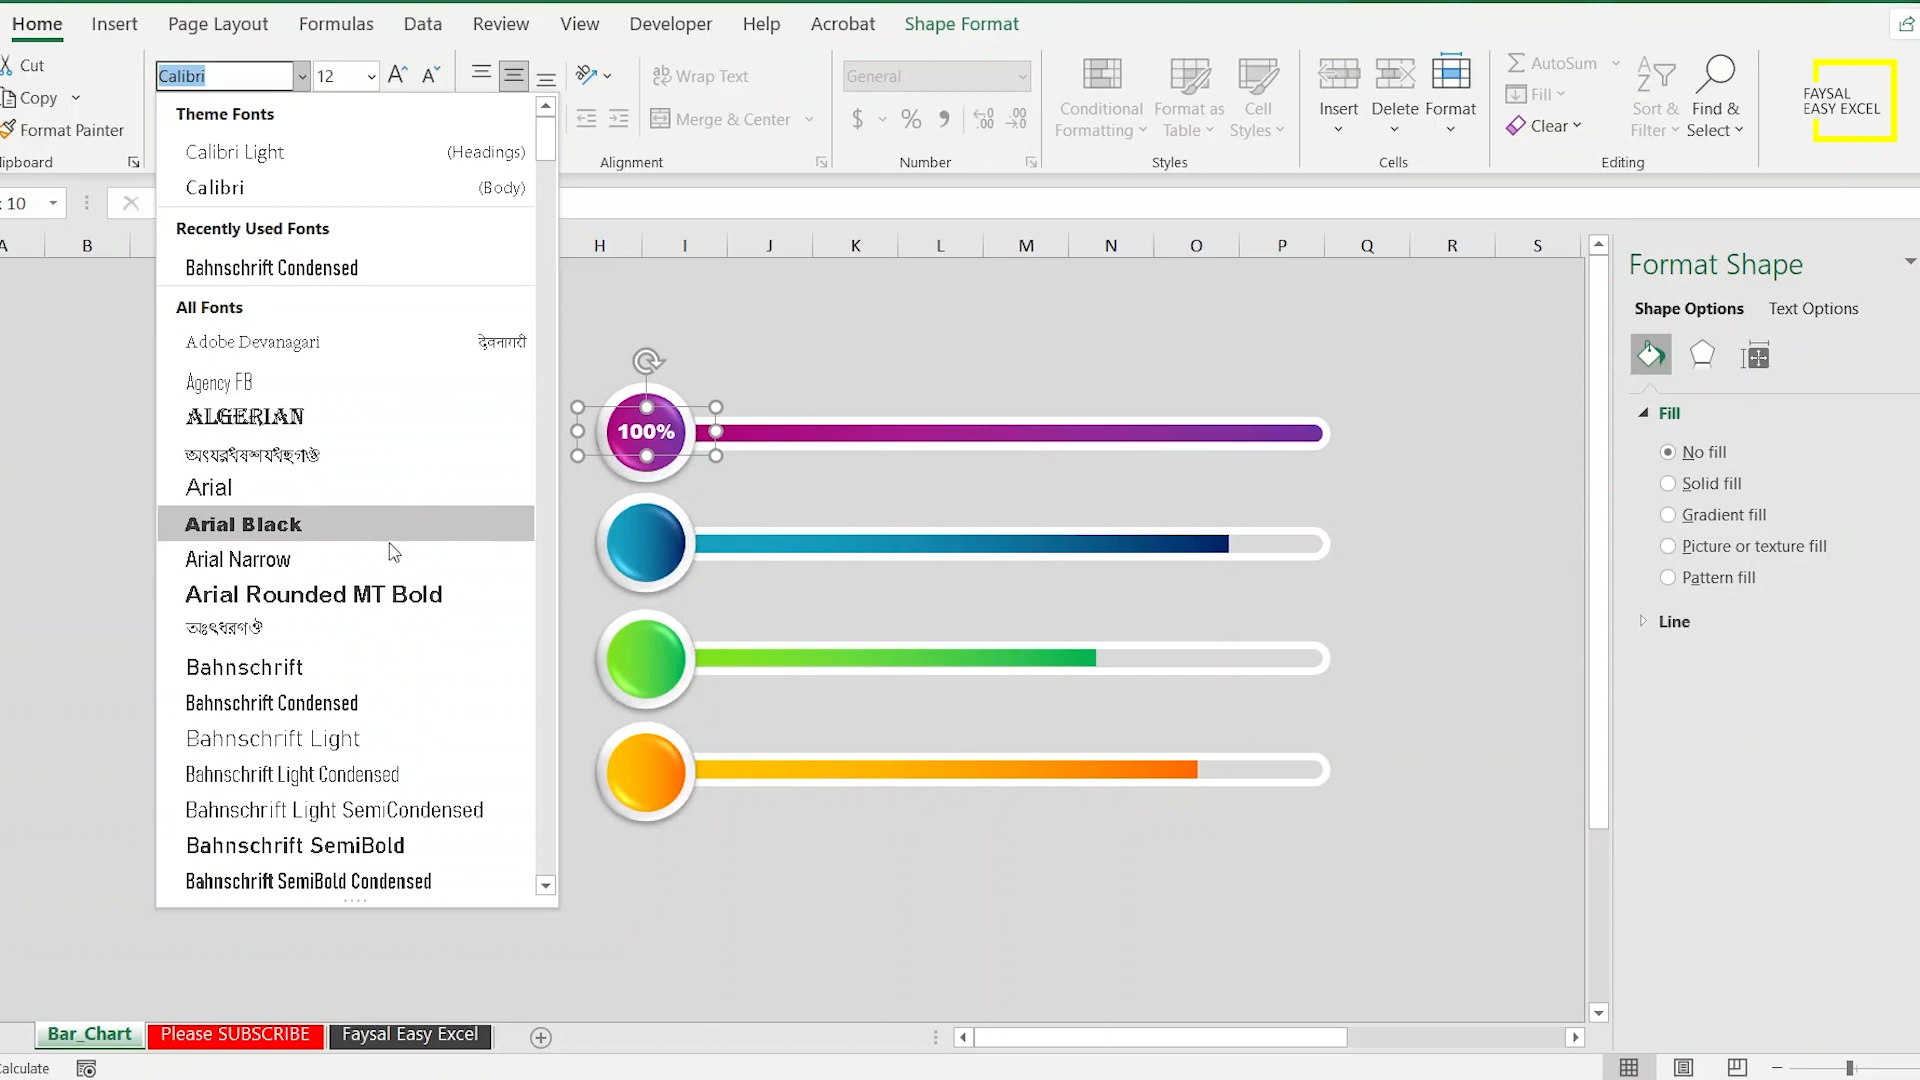 Home Insert Page Layout Formulas Data Review View Developer Help Acrobat Shape Format
Cut
Copy
Format Painter
lipboard
Calibri
12
Wrap Text
Merge & Center
Alignment
General
$ % 9
Number
Conditional
Formatting
Format as
Table
Cell
Styles
Styles
Insert
Delete
Format
Cells
AutoSum
Fill
Clear
Sort &
Filter
Find &
Select
Editing
FAYSAL
EASY EXCEL
10
Theme Fonts
Calibri Light (Headings)
Calibri (Body)
Recently Used Fonts
Bahnschrift Condensed
All Fonts
Adobe Devanagari देवनागरी
Agency FB
ALGERIAN
Arial
Arial Black
Arial Narrow
Arial Rounded MT Bold
Bahnschrift
Bahnschrift Condensed
Bahnschrift Light
Bahnschrift Light Condensed
Bahnschrift Light SemiCondensed
Bahnschrift SemiBold
Bahnschrift SemiBold Condensed
A B H I J K L M N O P Q R S
100%
Format Shape
Shape Options Text Options
Fill
No fill
Solid fill
Gradient fill
Picture or texture fill
Pattern fill
Line
Bar_Chart Please SUBSCRIBE Faysal Easy Excel
alculate